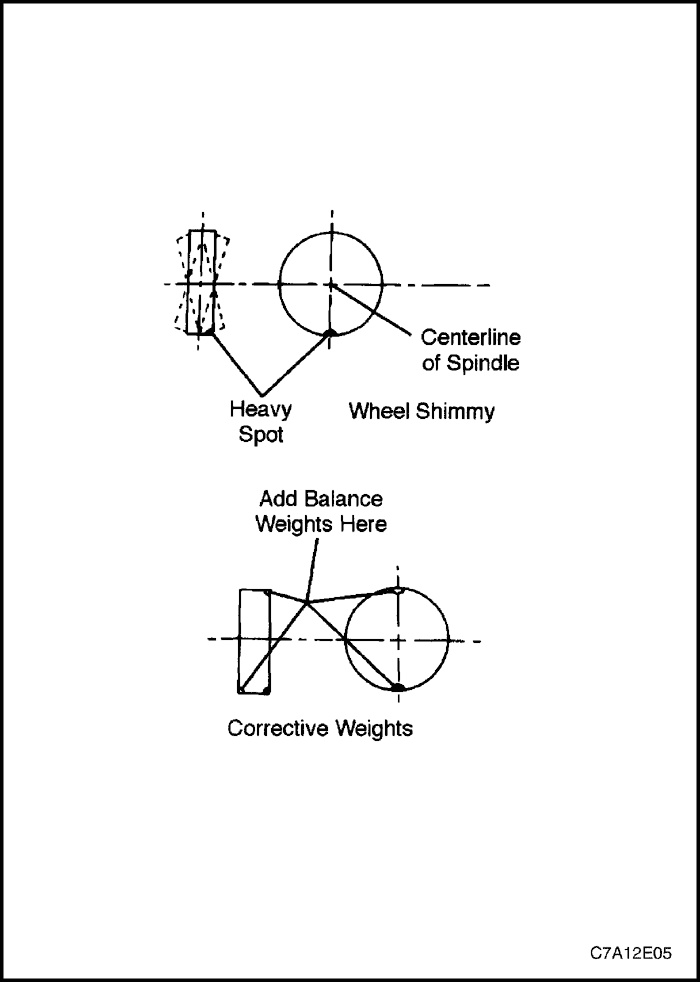 Centerline
of Spindle
Heavy
Spot
Wheel Shimmy
Add Balance
Weights Here
Corrective Weights
C7A12E05